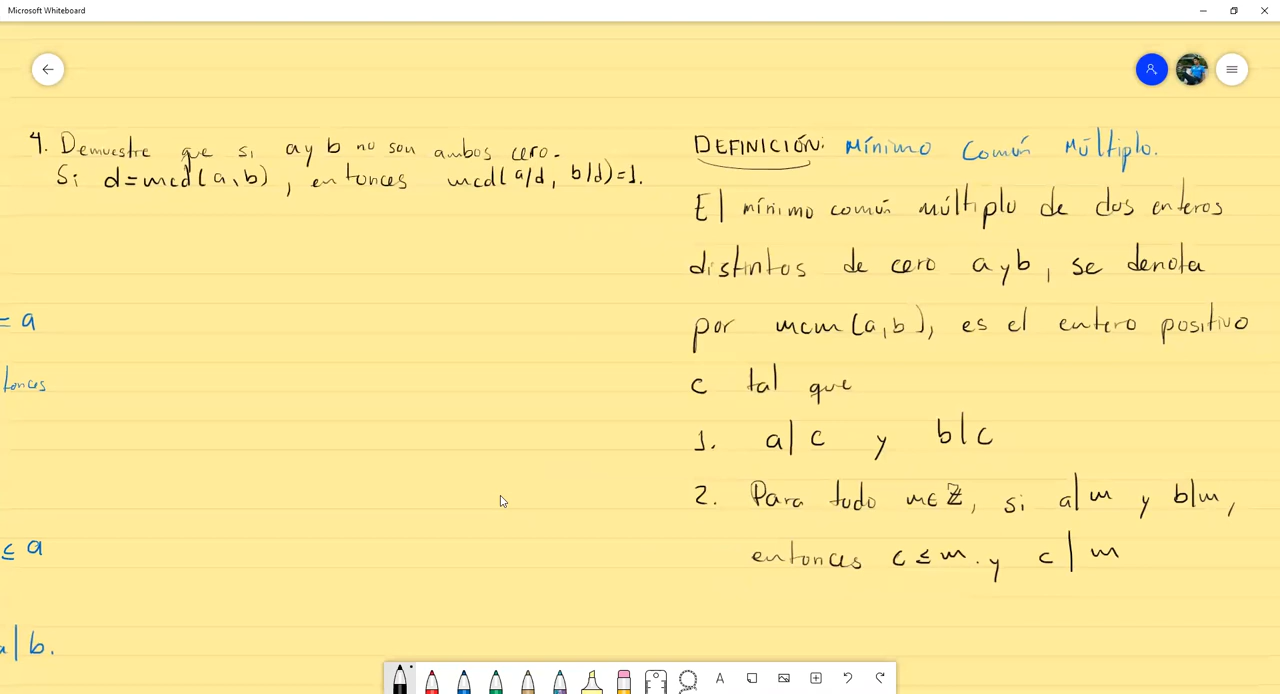 Microsoft Whiteboard
4. Demuestre que si a y b no son ambos cero.
Si d=mcd(a,b), entonces mcd(a/d, b/d)=1.
= a
tonces
≤ a
a| b.
DEFINICIÓN: Mínimo Común Múltiplo.
El mínimo común múltiplo de dos enteros
distintos de cero a y b, se denota
por mcm(a,b), es el entero positivo
c tal que
1. a|c y b|c
2. Para todo m∈Z, si a|m y b|m,
entonces c≤m. y c|m
A